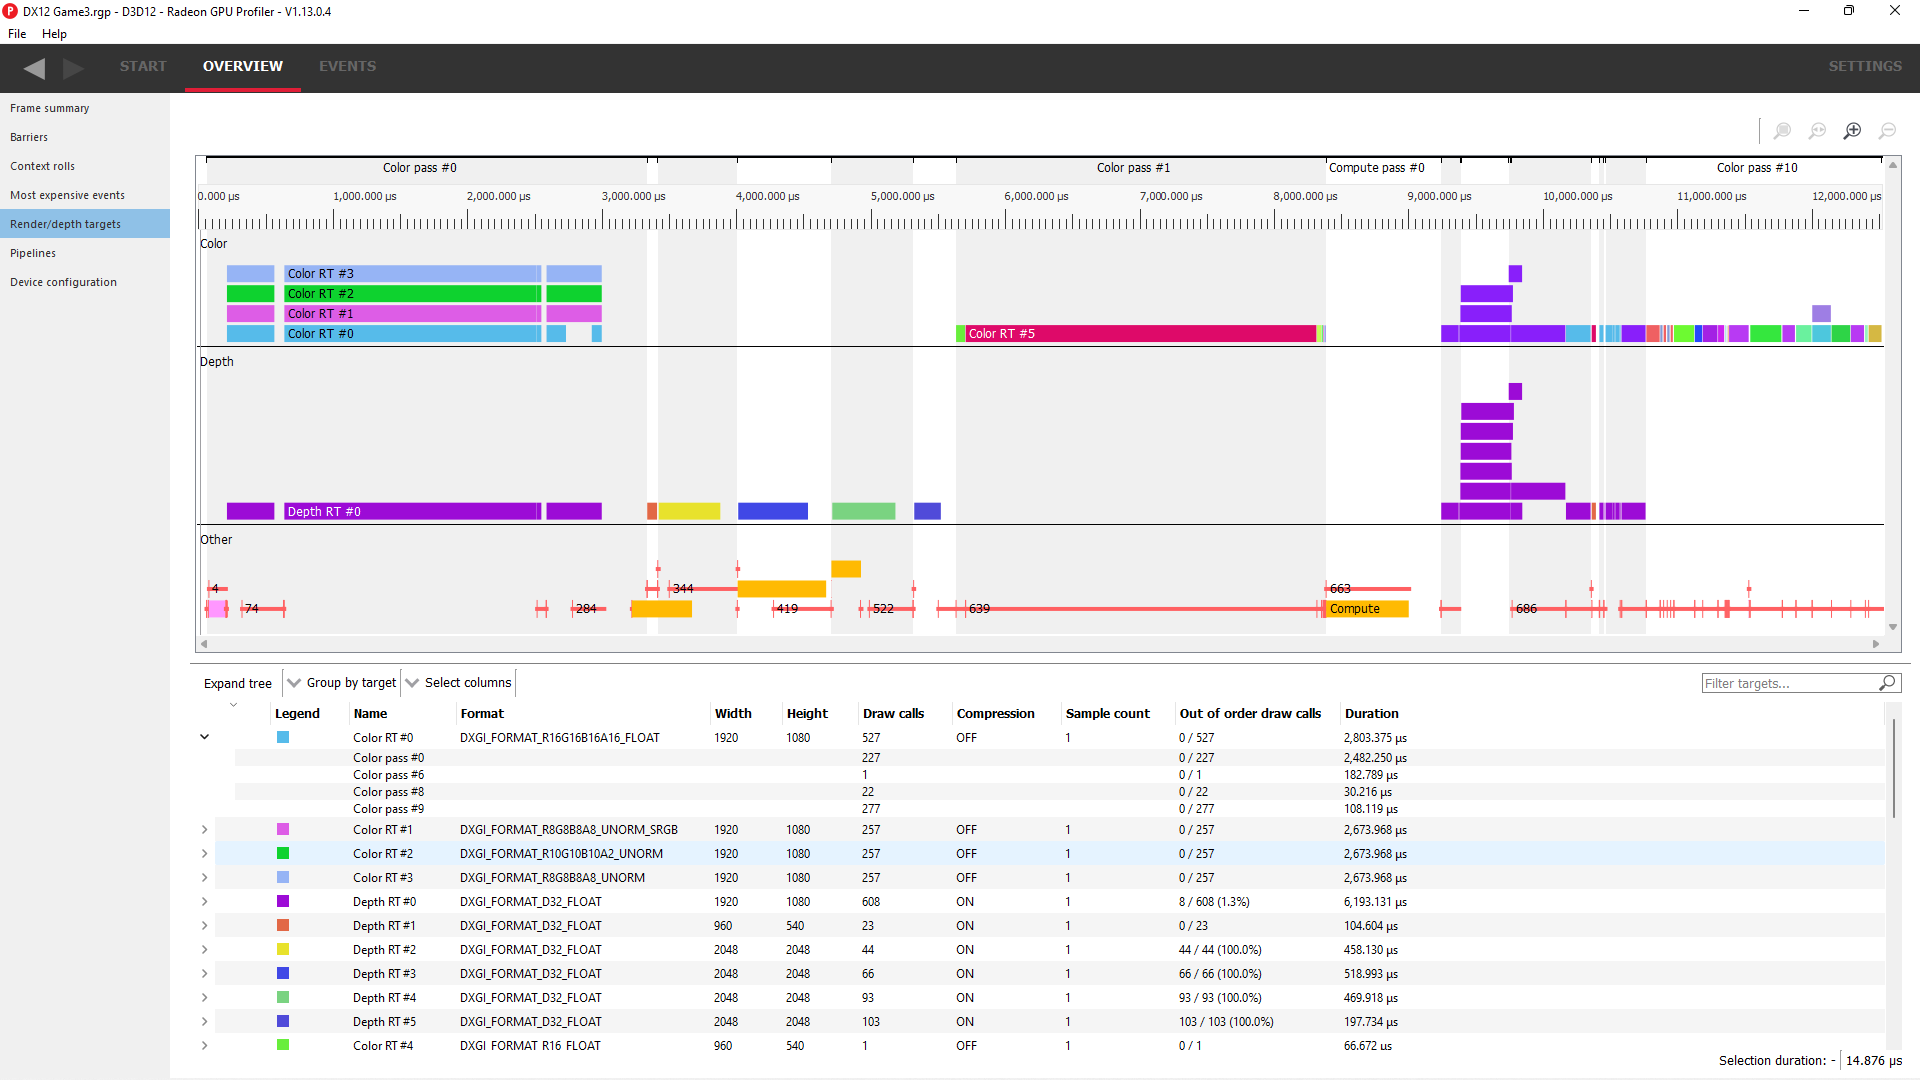 DX12 Game3.rgp - D3D12 - Radeon GPU Profiler - V1.13.0.4
File Help
START OVERVIEW EVENTS SETTINGS
Frame summary
Barriers
Context rolls
Most expensive events
Render/depth targets
Pipelines
Device configuration
Color pass #0 Color pass #1 Compute pass #0 Color pass #10
0.000 µs 1,000.000 µs 2,000.000 µs 3,000.000 µs 4,000.000 µs 5,000.000 µs 6,000.000 µs 7,000.000 µs 8,000.000 µs 9,000.000 µs 10,000.000 µs 11,000.000 µs 12,000.000 µs
Color
Color RT #3
Color RT #2
Color RT #1
Color RT #0 Color RT #5
Depth
Depth RT #0
Other
4 344 663
74 284 419 522 639 Compute 686
Expand tree Group by target Select columns Filter targets...
Legend Name Format Width Height Draw calls Compression Sample count Out of order draw calls Duration
Color RT #0 DXGI_FORMAT_R16G16B16A16_FLOAT 1920 1080 527 OFF 1 0 / 527 2,803.375 µs
Color pass #0 227 0 / 227 2,482.250 µs
Color pass #6 1 0 / 1 182.789 µs
Color pass #8 22 0 / 22 30.216 µs
Color pass #9 277 0 / 277 108.119 µs
Color RT #1 DXGI_FORMAT_R8G8B8A8_UNORM_SRGB 1920 1080 257 OFF 1 0 / 257 2,673.968 µs
Color RT #2 DXGI_FORMAT_R10G10B10A2_UNORM 1920 1080 257 OFF 1 0 / 257 2,673.968 µs
Color RT #3 DXGI_FORMAT_R8G8B8A8_UNORM 1920 1080 257 OFF 1 0 / 257 2,673.968 µs
Depth RT #0 DXGI_FORMAT_D32_FLOAT 1920 1080 608 ON 1 8 / 608 (1.3%) 6,193.131 µs
Depth RT #1 DXGI_FORMAT_D32_FLOAT 960 540 23 ON 1 0 / 23 104.604 µs
Depth RT #2 DXGI_FORMAT_D32_FLOAT 2048 2048 44 ON 1 44 / 44 (100.0%) 458.130 µs
Depth RT #3 DXGI_FORMAT_D32_FLOAT 2048 2048 66 ON 1 66 / 66 (100.0%) 518.993 µs
Depth RT #4 DXGI_FORMAT_D32_FLOAT 2048 2048 93 ON 1 93 / 93 (100.0%) 469.918 µs
Depth RT #5 DXGI_FORMAT_D32_FLOAT 2048 2048 103 ON 1 103 / 103 (100.0%) 197.734 µs
Color RT #4 DXGI_FORMAT_R16_FLOAT 960 540 1 OFF 1 0 / 1 66.672 µs
Selection duration: - 14.876 µs